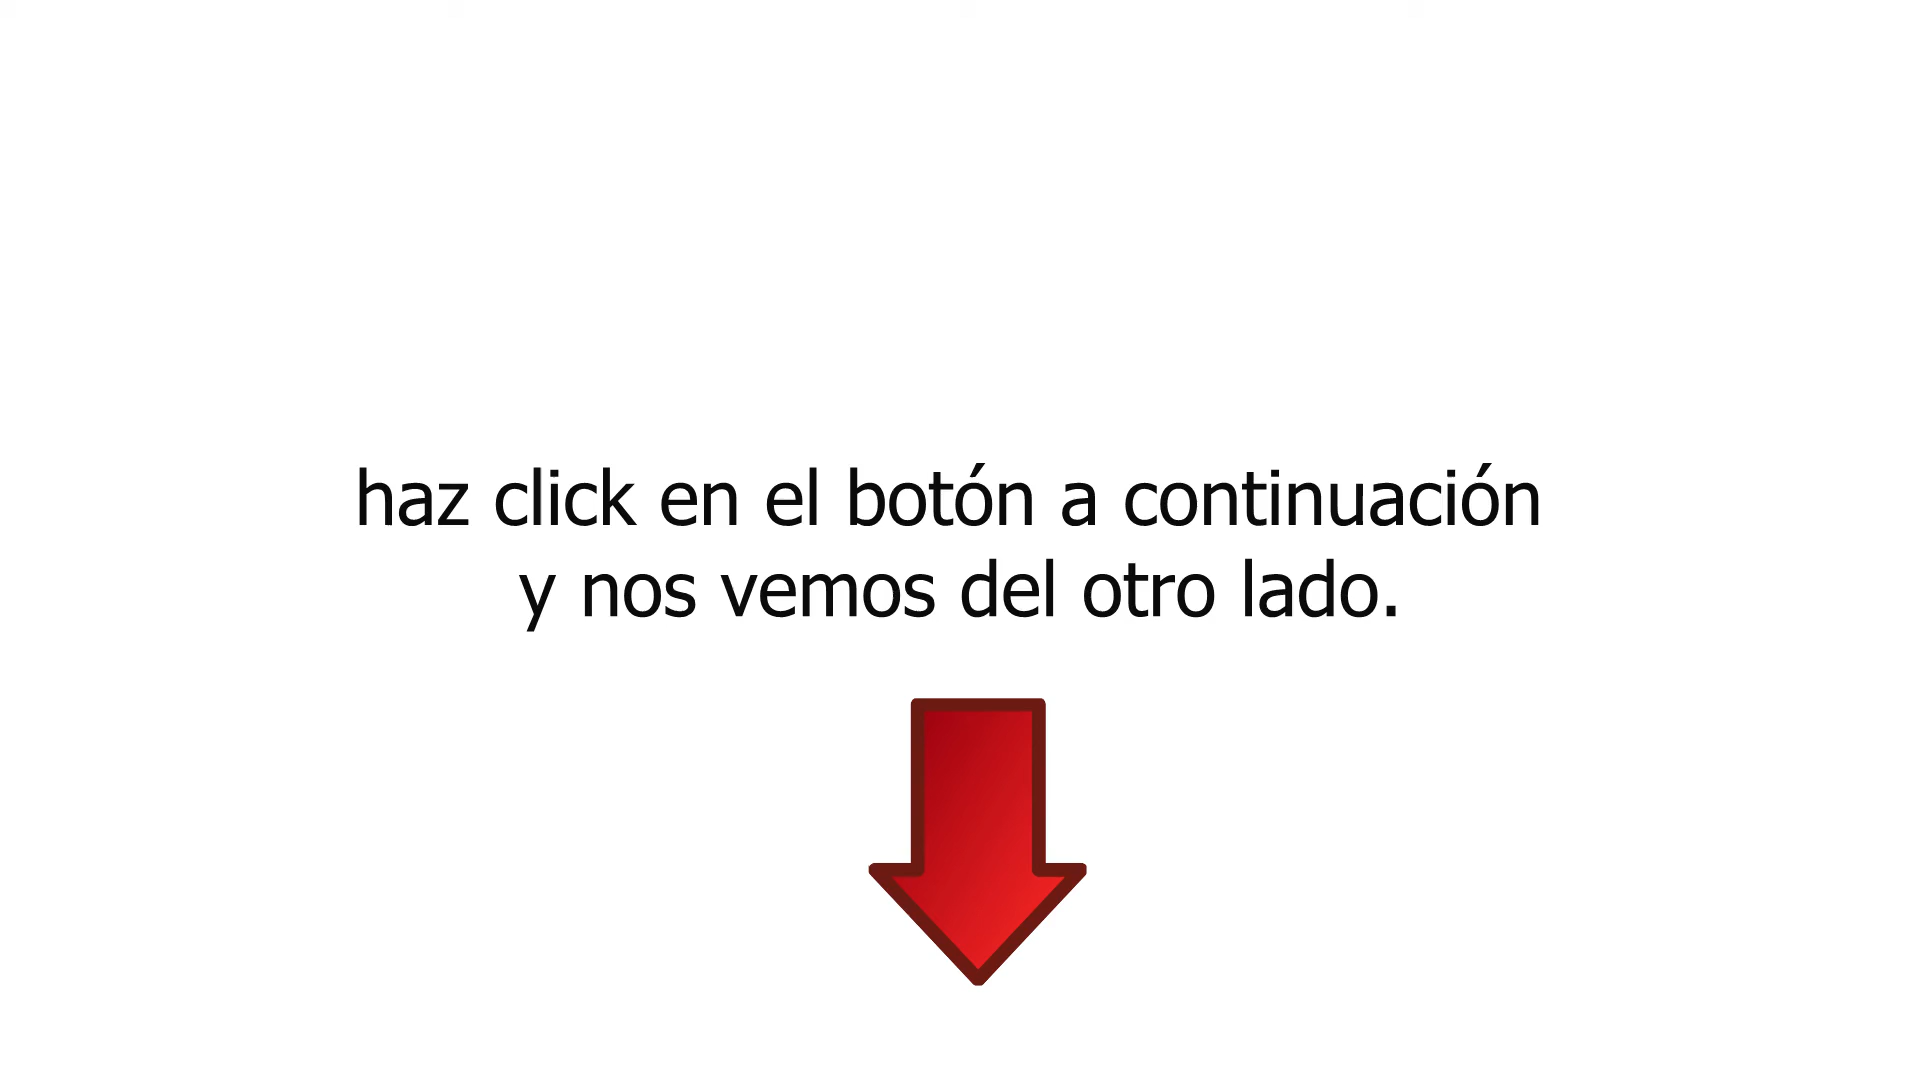 haz click en el botón a continuación
y nos vemos del otro lado.